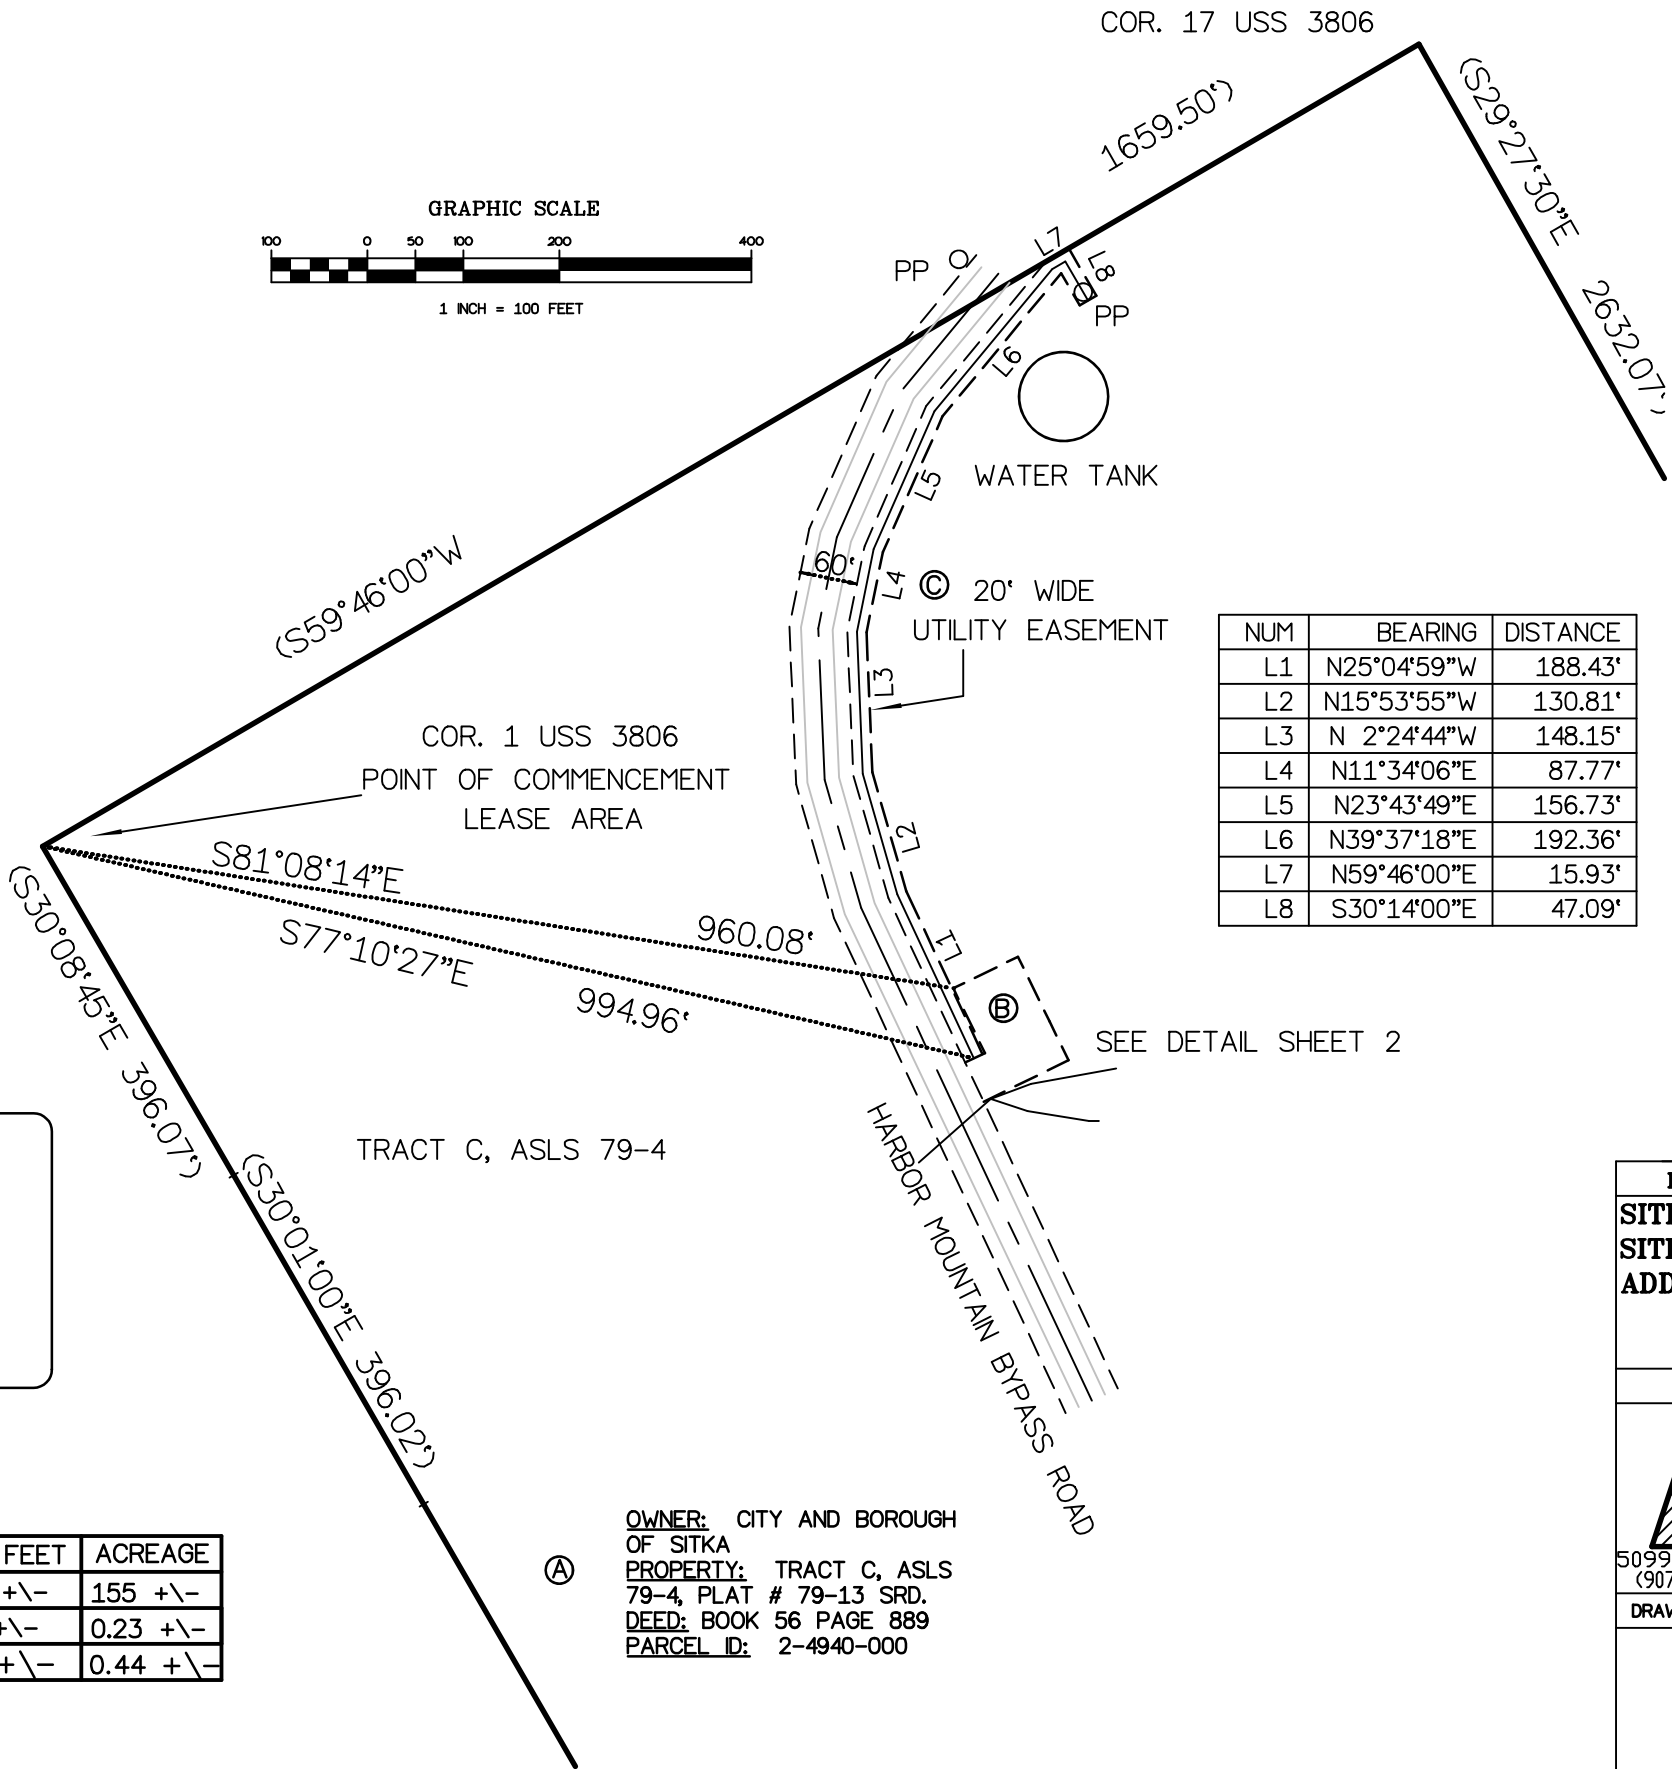 COR. 17 USS 3806
1659.50')
(S29°27'30"E 2632.07')
GRAPHIC SCALE
100 0 50 100 200 400
1 INCH = 100 FEET
PP
L7
L8
PP
L6
WATER TANK
L5
(S59°46'00"W
60'
L4
Ⓒ 20' WIDE
UTILITY EASEMENT
L3
NUM BEARING DISTANCE
L1 N25°04'59"W 188.43'
L2 N15°53'55"W 130.81'
L3 N 2°24'44"W 148.15'
L4 N11°34'06"E 87.77'
L5 N23°43'49"E 156.73'
L6 N39°37'18"E 192.36'
L7 N59°46'00"E 15.93'
L8 S30°14'00"E 47.09'
COR. 1 USS 3806
POINT OF COMMENCEMENT
LEASE AREA
L2
S81°08'14"E 960.08'
S77°10'27"E 994.96'
L1
Ⓑ
SEE DETAIL SHEET 2
(S30°08'45"E 396.07')
TRACT C, ASLS 79-4
(S30°01'00"E 396.02')
HARBOR MOUNTAIN BYPASS ROAD
Ⓐ
OWNER: CITY AND BOROUGH
OF SITKA
PROPERTY: TRACT C, ASLS
79-4, PLAT # 79-13 SRD.
DEED: BOOK 56 PAGE 889
PARCEL ID: 2-4940-000
FEET ACREAGE
+\- 155 +\-
+\- 0.23 +\-
+\- 0.44 +\-
SITE
SITE
ADD
5099
(907
DRAW